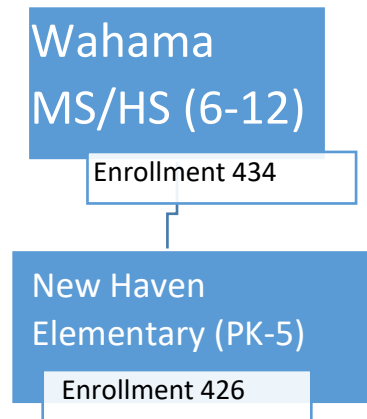 Wahama
MS/HS (6-12)
Enrollment 434
New Haven
Elementary (PK-5)
Enrollment 426